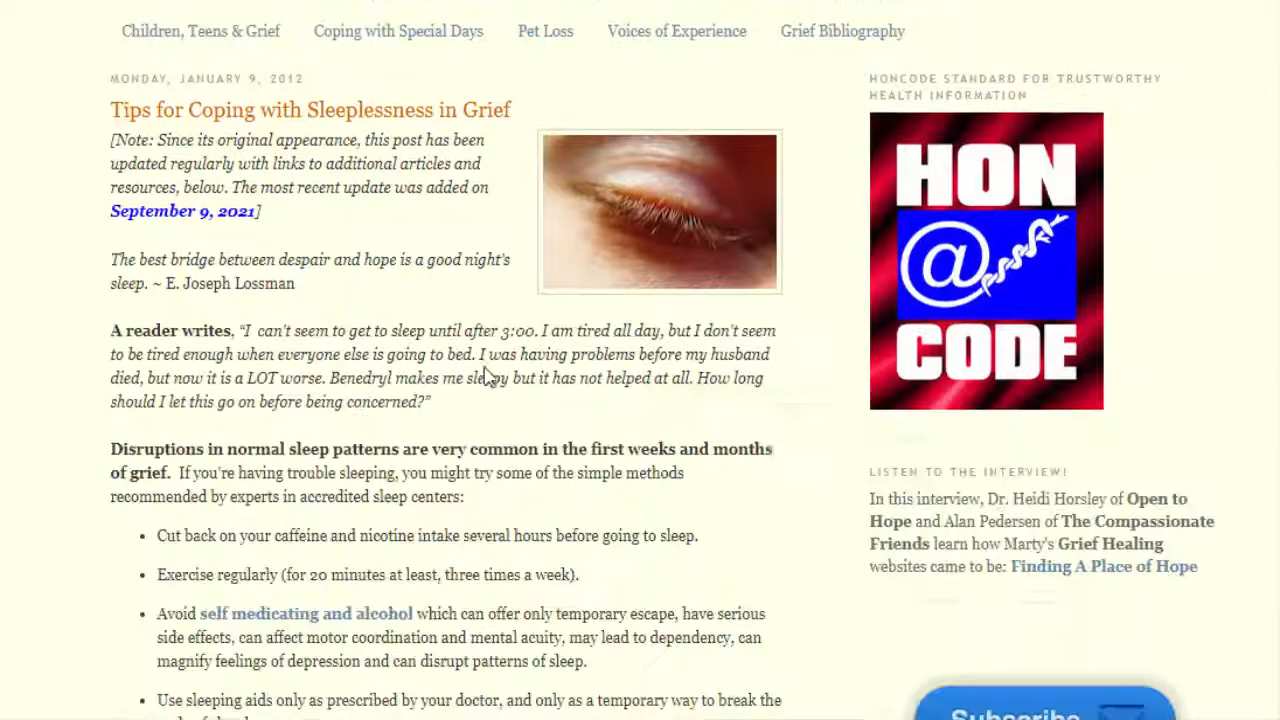 Children, Teens & Grief Coping with Special Days Pet Loss Voices of Experience Grief Bibliography
MONDAY, JANUARY 9, 2012
Tips for Coping with Sleeplessness in Grief
[Note: Since its original appearance, this post has been
updated regularly with links to additional articles and
resources, below. The most recent update was added on
September 9, 2021]
The best bridge between despair and hope is a good night's
sleep. ~ E. Joseph Lossman
A reader writes, “I can't seem to get to sleep until after 3:00. I am tired all day, but I don't seem
to be tired enough when everyone else is going to bed. I was having problems before my husband
died, but now it is a LOT worse. Benedryl makes me sleepy but it has not helped at all. How long
should I let this go on before being concerned?”
Disruptions in normal sleep patterns are very common in the first weeks and months
of grief. If you're having trouble sleeping, you might try some of the simple methods
recommended by experts in accredited sleep centers:
• Cut back on your caffeine and nicotine intake several hours before going to sleep.
• Exercise regularly (for 20 minutes at least, three times a week).
• Avoid self medicating and alcohol which can offer only temporary escape, have serious
side effects, can affect motor coordination and mental acuity, may lead to dependency, can
magnify feelings of depression and can disrupt patterns of sleep.
• Use sleeping aids only as prescribed by your doctor, and only as a temporary way to break the
HONCODE STANDARD FOR TRUSTWORTHY
HEALTH INFORMATION
HON
@
CODE
LISTEN TO THE INTERVIEW!
In this interview, Dr. Heidi Horsley of Open to
Hope and Alan Pedersen of The Compassionate
Friends learn how Marty's Grief Healing
websites came to be: Finding A Place of Hope
Subscribe